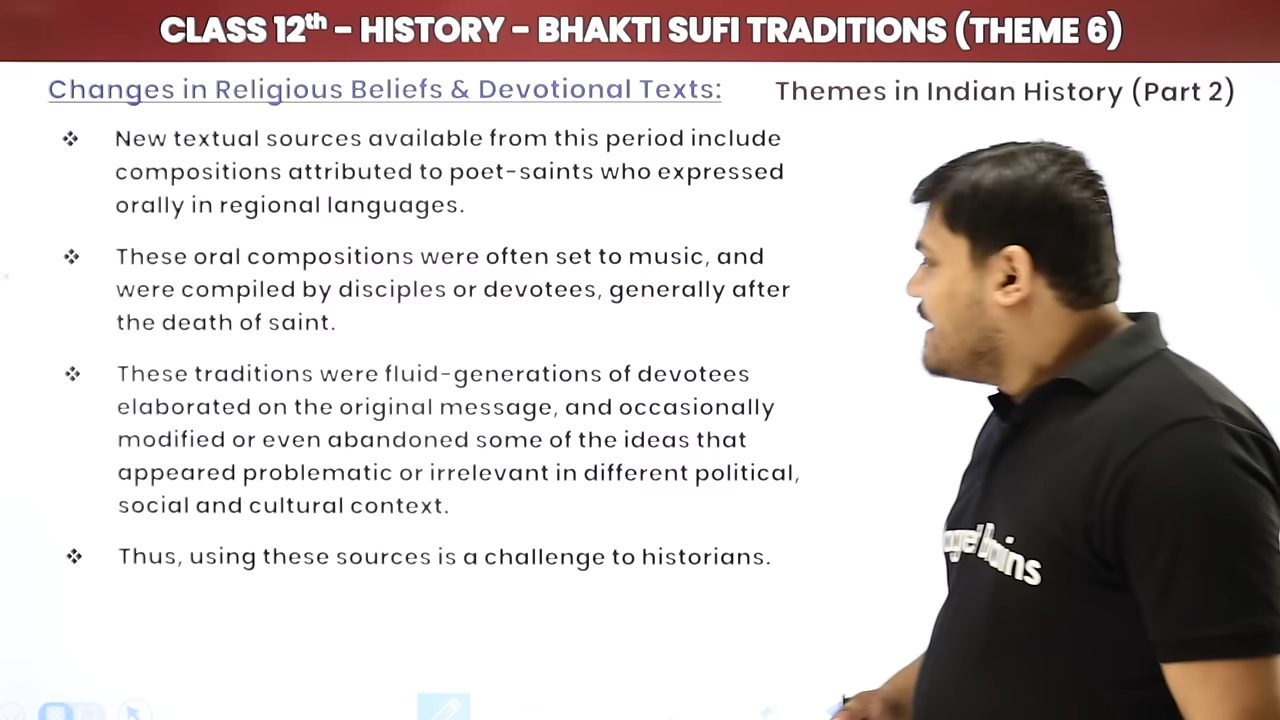 CLASS 12th - HISTORY - BHAKTI SUFI TRADITIONS (THEME 6)
Changes in Religious Beliefs & Devotional Texts:
Themes in Indian History (Part 2)
❖ New textual sources available from this period include
compositions attributed to poet-saints who expressed
orally in regional languages.
❖ These oral compositions were often set to music, and
were compiled by disciples or devotees, generally after
the death of saint.
❖ These traditions were fluid-generations of devotees
elaborated on the original message, and occasionally
modified or even abandoned some of the ideas that
appeared problematic or irrelevant in different political,
social and cultural context.
❖ Thus, using these sources is a challenge to historians.